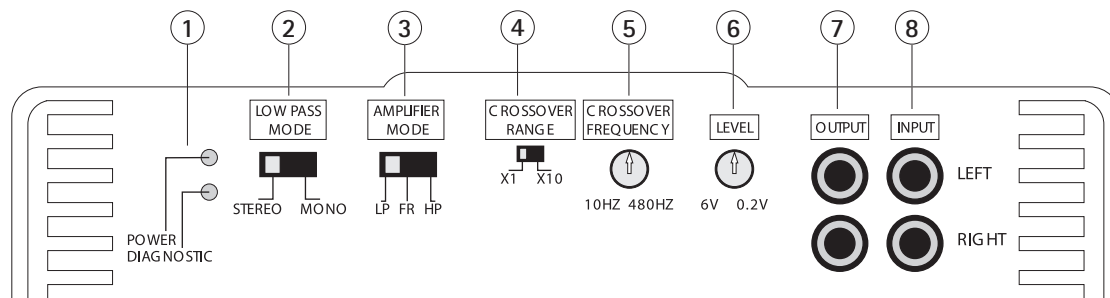 1 2 3 4 5 6 7 8
LOW PASS
MODE
AMPLIFIER
MODE
CROSSOVER
RANGE
CROSSOVER
FREQUENCY
LEVEL
OUTPUT
INPUT
X1 X10
LEFT
STEREO MONO
LP FR HP
10HZ 480HZ
6V 0.2V
POWER
DIAGNOSTIC
RIGHT